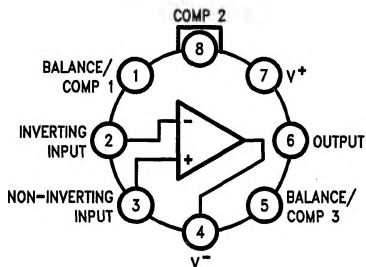 COMP 2
8
BALANCE/
COMP 1
1
7
V+
INVERTING
INPUT
2
-
+
6
OUTPUT
NON-INVERTING
INPUT
3
5
BALANCE/
COMP 3
4
V-